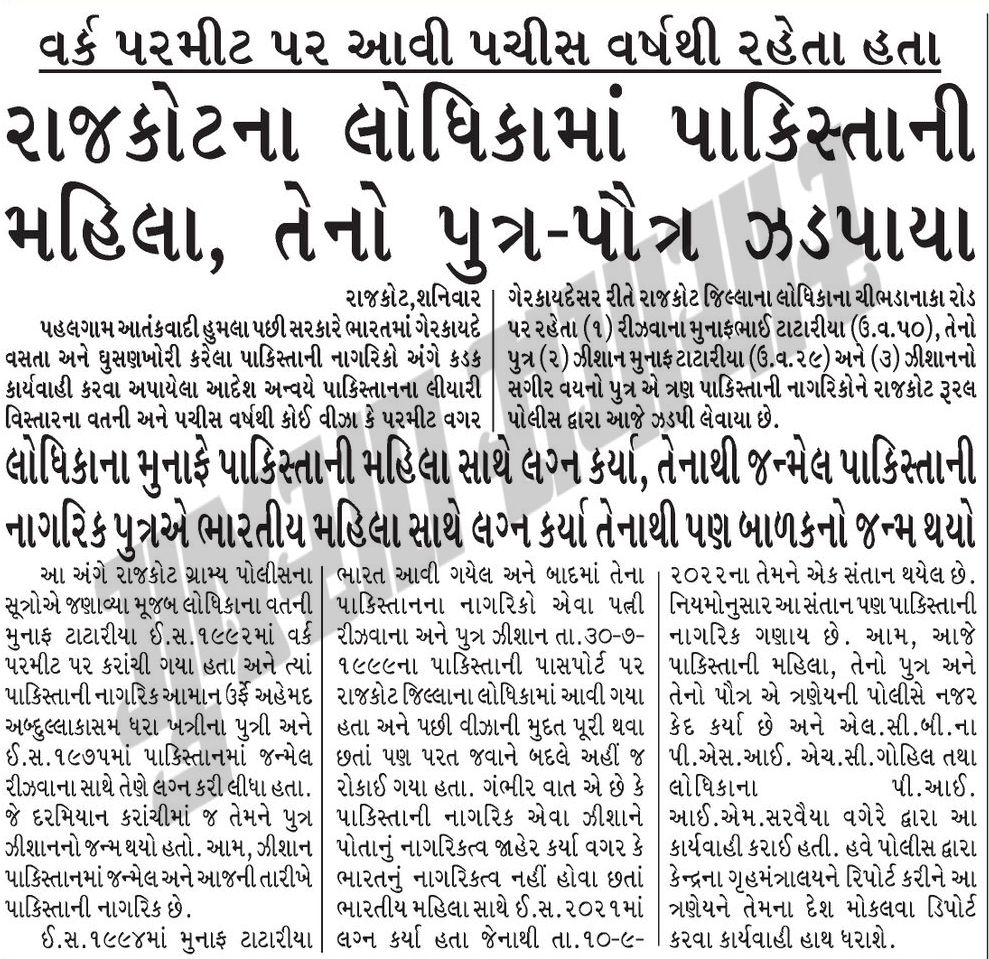 વર્ક પરમીટ પર આવી પચીસ વર્ષથી રહેતા હતા
રાજકોટના લોધિકામાં પાકિસ્તાની
મહિલા, તેનો પુત્ર-પૌત્ર ઝડપાયા
રાજકોટ,શનિવાર
પહલગામ આતંકવાદી હુમલા પછી સરકારે ભારતમાં ગેરકાયદે
વસતા અને ઘુસણખોરી કરેલા પાકિસ્તાની નાગરિકો અંગે કડક
કાર્યવાહી કરવા અપાયેલા આદેશ અન્વયે પાકિસ્તાનના લીયારી
વિસ્તારના વતની અને પચીસ વર્ષથી કોઈ વીઝા કે પરમીટ વગર
ગેરકાયદેસર રીતે રાજકોટ જિલ્લાના લોધિકાના ચીભડાનાકા રોડ
પર રહેતા (૧) રીઝવાના મુનાફભાઈ ટાટારીયા (ઉ.વ.૫૦), તેનો
પુત્ર (૨) ઝીશાન મુનાફ ટાટારીયા (ઉ.વ.૨૯) અને (૩) ઝીશાનનો
સગીર વયનો પુત્ર એ ત્રણ પાકિસ્તાની નાગરિકોને રાજકોટ રૂરલ
પોલીસ દ્વારા આજે ઝડપી લેવાયા છે.
લોધિકાના મુનાફે પાકિસ્તાની મહિલા સાથે લગ્ન કર્યા, તેનાથી જન્મેલ પાકિસ્તાની
નાગરિક પુત્રએ ભારતીય મહિલા સાથે લગ્ન કર્યા તેનાથી પણ બાળકનો જન્મ થયો
આ અંગે રાજકોટ ગ્રામ્ય પોલીસના
સૂત્રોએ જણાવ્યા મૂજબ લોધિકાના વતની
મુનાફ ટાટારીયા ઈ.સ.૧૯૯૨માં વર્ક
પરમીટ પર કરાંચી ગયા હતા અને ત્યાં
પાકિસ્તાની નાગરિક આમાન ઉર્ફે અહેમદ
અબ્દુલ્લાકાસમ ધરા ખત્રીના પુત્રી અને
ઈ.સ.૧૯૭૫માં પાકિસ્તાનમાં જન્મેલ
રીઝવાના સાથે તેણે લગ્ન કરી લીધા હતા.
જે દરમિયાન કરાંચીમાં જ તેમને પુત્ર
ઝીશાનનો જન્મ થયો હતો. આમ, ઝીશાન
પાકિસ્તાનમાં જન્મેલ અને આજની તારીખે
પાકિસ્તાની નાગરિક છે.
ઈ.સ.૧૯૯૪માં મુનાફ ટાટારીયા
ભારત આવી ગયેલ અને બાદમાં તેના
પાકિસ્તાનના નાગરિકો એવા પત્ની
રીઝવાના અને પુત્ર ઝીશાન તા.૩૦-૭-
૧૯૯૯ના પાકિસ્તાની પાસપોર્ટ પર
રાજકોટ જિલ્લાના લોધિકામાં આવી ગયા
હતા અને પછી વીઝાની મુદત પૂરી થવા
છતાં પણ પરત જવાને બદલે અહીં જ
રોકાઈ ગયા હતા. ગંભીર વાત એ છે કે
પાકિસ્તાની નાગરિક એવા ઝીશાને
પોતાનું નાગરિકત્વ જાહેર કર્યા વગર કે
ભારતનું નાગરિકત્વ નહીં હોવા છતાં
ભારતીય મહિલા સાથે ઈ.સ.૨૦૨૧માં
લગ્ન કર્યા હતા જેનાથી તા.૧૦-૯-
૨૦૨૨ના તેમને એક સંતાન થયેલ છે.
નિયમોનુસાર આ સંતાન પણ પાકિસ્તાની
નાગરિક ગણાય છે. આમ, આજે
પાકિસ્તાની મહિલા, તેનો પુત્ર અને
તેનો પૌત્ર એ ત્રણેયની પોલીસે નજર
કેદ કર્યા છે અને એલ.સી.બી.ના
પી.એસ.આઈ. એચ.સી.ગોહિલ તથા
લોધિકાના પી.આઈ.
આઈ.એમ.સરવૈયા વગેરે દ્વારા આ
કાર્યવાહી કરાઈ હતી. હવે પોલીસ દ્વારા
કેન્દ્રના ગૃહમંત્રાલયને રિપોર્ટ કરીને આ
ત્રણેયને તેમના દેશ મોકલવા ડિપોર્ટ
કરવા કાર્યવાહી હાથ ધરાશે.
ગુજરાત સમાચાર